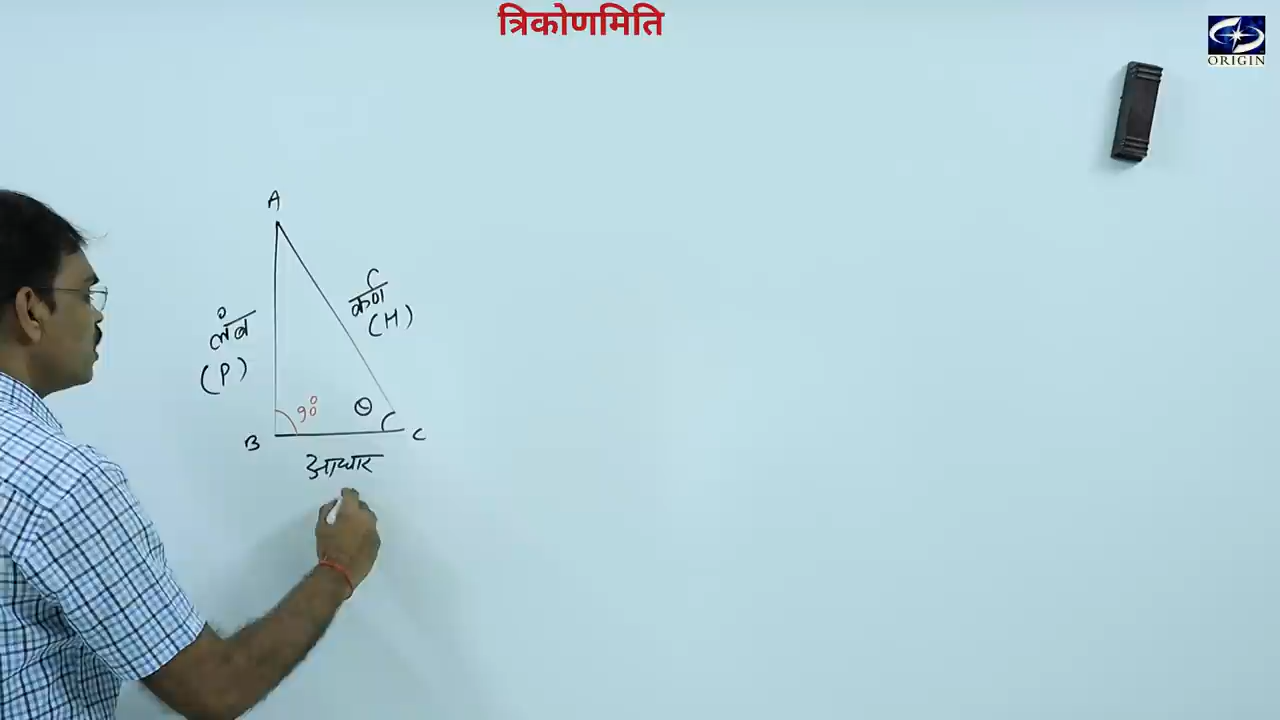 त्रिकोणमिति
ORIGIN
A
कर्ण
(H)
लंब
(P)
90°
θ
B
C
आधार